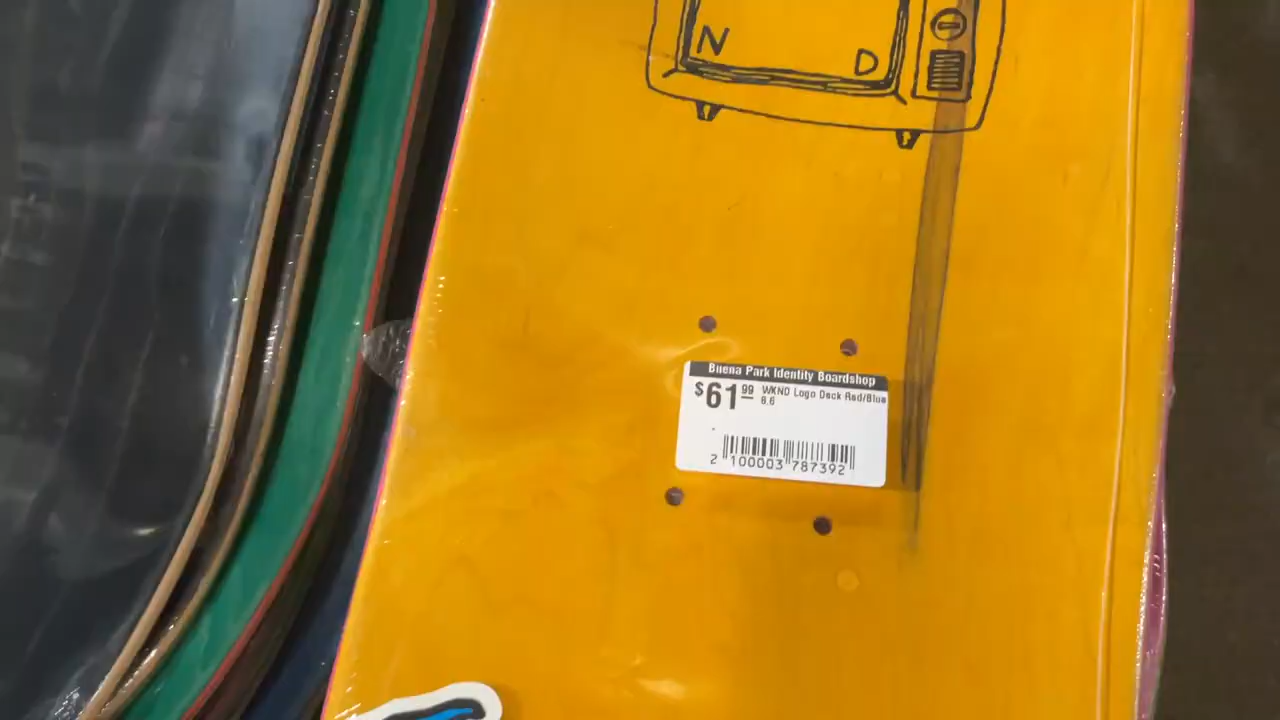 N D
Buena Park Identity Boardshop
$61.99 WKND Logo Deck Red/Blue
8.6
2 100003 787392